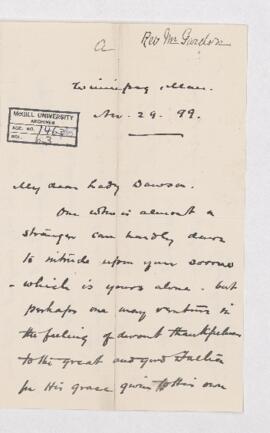 a
Rev Mr Gordon
Winnipeg, Man.
Nov. 29. 99.
McGILL UNIVERSITY
ARCHIVES
ACC. NO.
REF.
My dear Lady Dawson.
One who is almost a
stranger can hardly dare
to intrude upon your sorrow
- which is yours alone. but
perhaps one may venture in
the feeling of devout thankfulness
to the great and good Father
for His grace given to this own